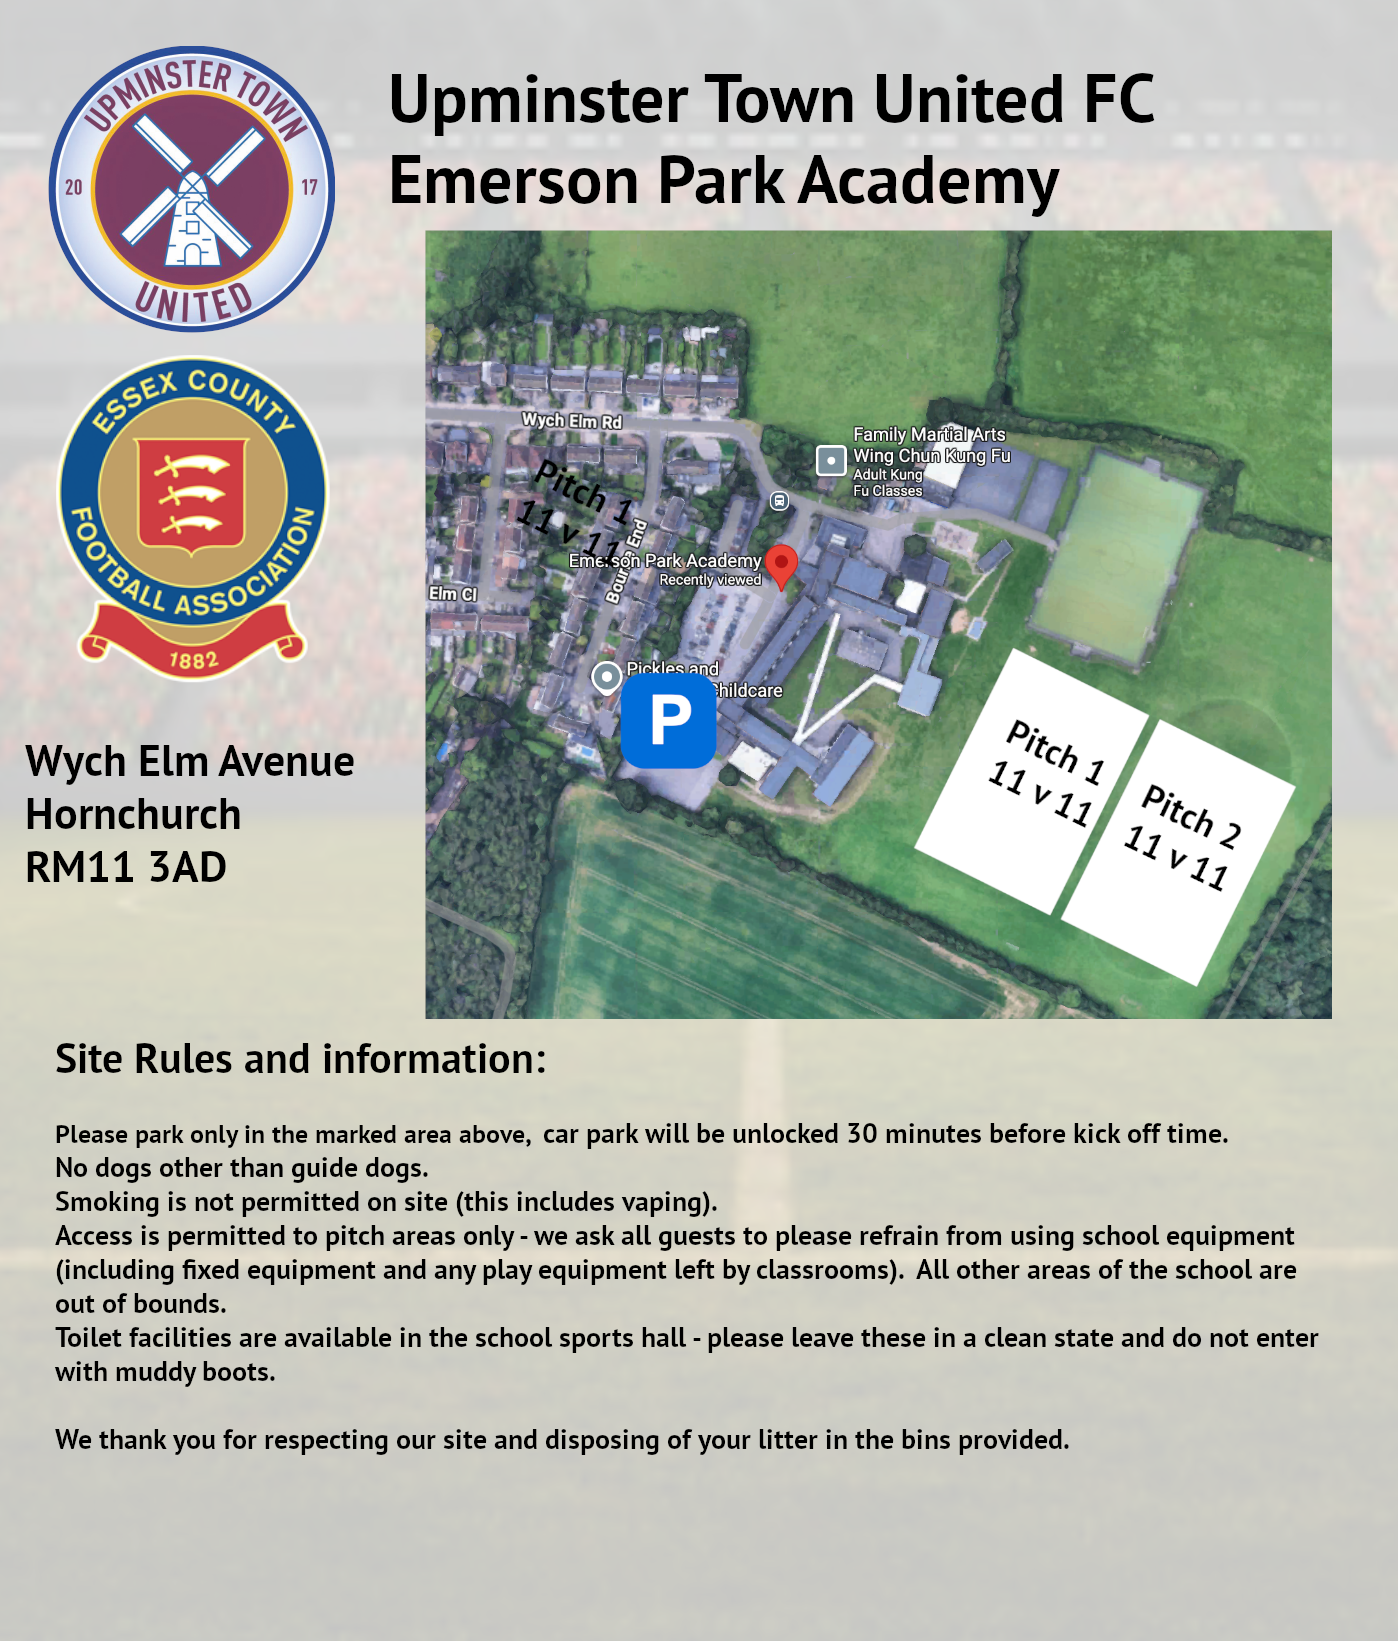 UPMINSTER TOWN
20 17
UNITED
Upminster Town United FC
Emerson Park Academy
ESSEX COUNTY
FOOTBALL ASSOCIATION
1882
Wych Elm Avenue
Hornchurch
RM11 3AD
Wych Elm Rd
Family Martial Arts
Wing Chun Kung Fu
Adult Kung
Fu Classes
Pitch 1
11 v 11
End
Emerson Park Academy
Recently viewed
Elm Cl
Pickles and
Childcare
P
Pitch 1
11 v 11
Pitch 2
11 v 11
Site Rules and information:
Please park only in the marked area above, car park will be unlocked 30 minutes before kick off time.
No dogs other than guide dogs.
Smoking is not permitted on site (this includes vaping).
Access is permitted to pitch areas only - we ask all guests to please refrain from using school equipment
(including fixed equipment and any play equipment left by classrooms). All other areas of the school are
out of bounds.
Toilet facilities are available in the school sports hall - please leave these in a clean state and do not enter
with muddy boots.
We thank you for respecting our site and disposing of your litter in the bins provided.